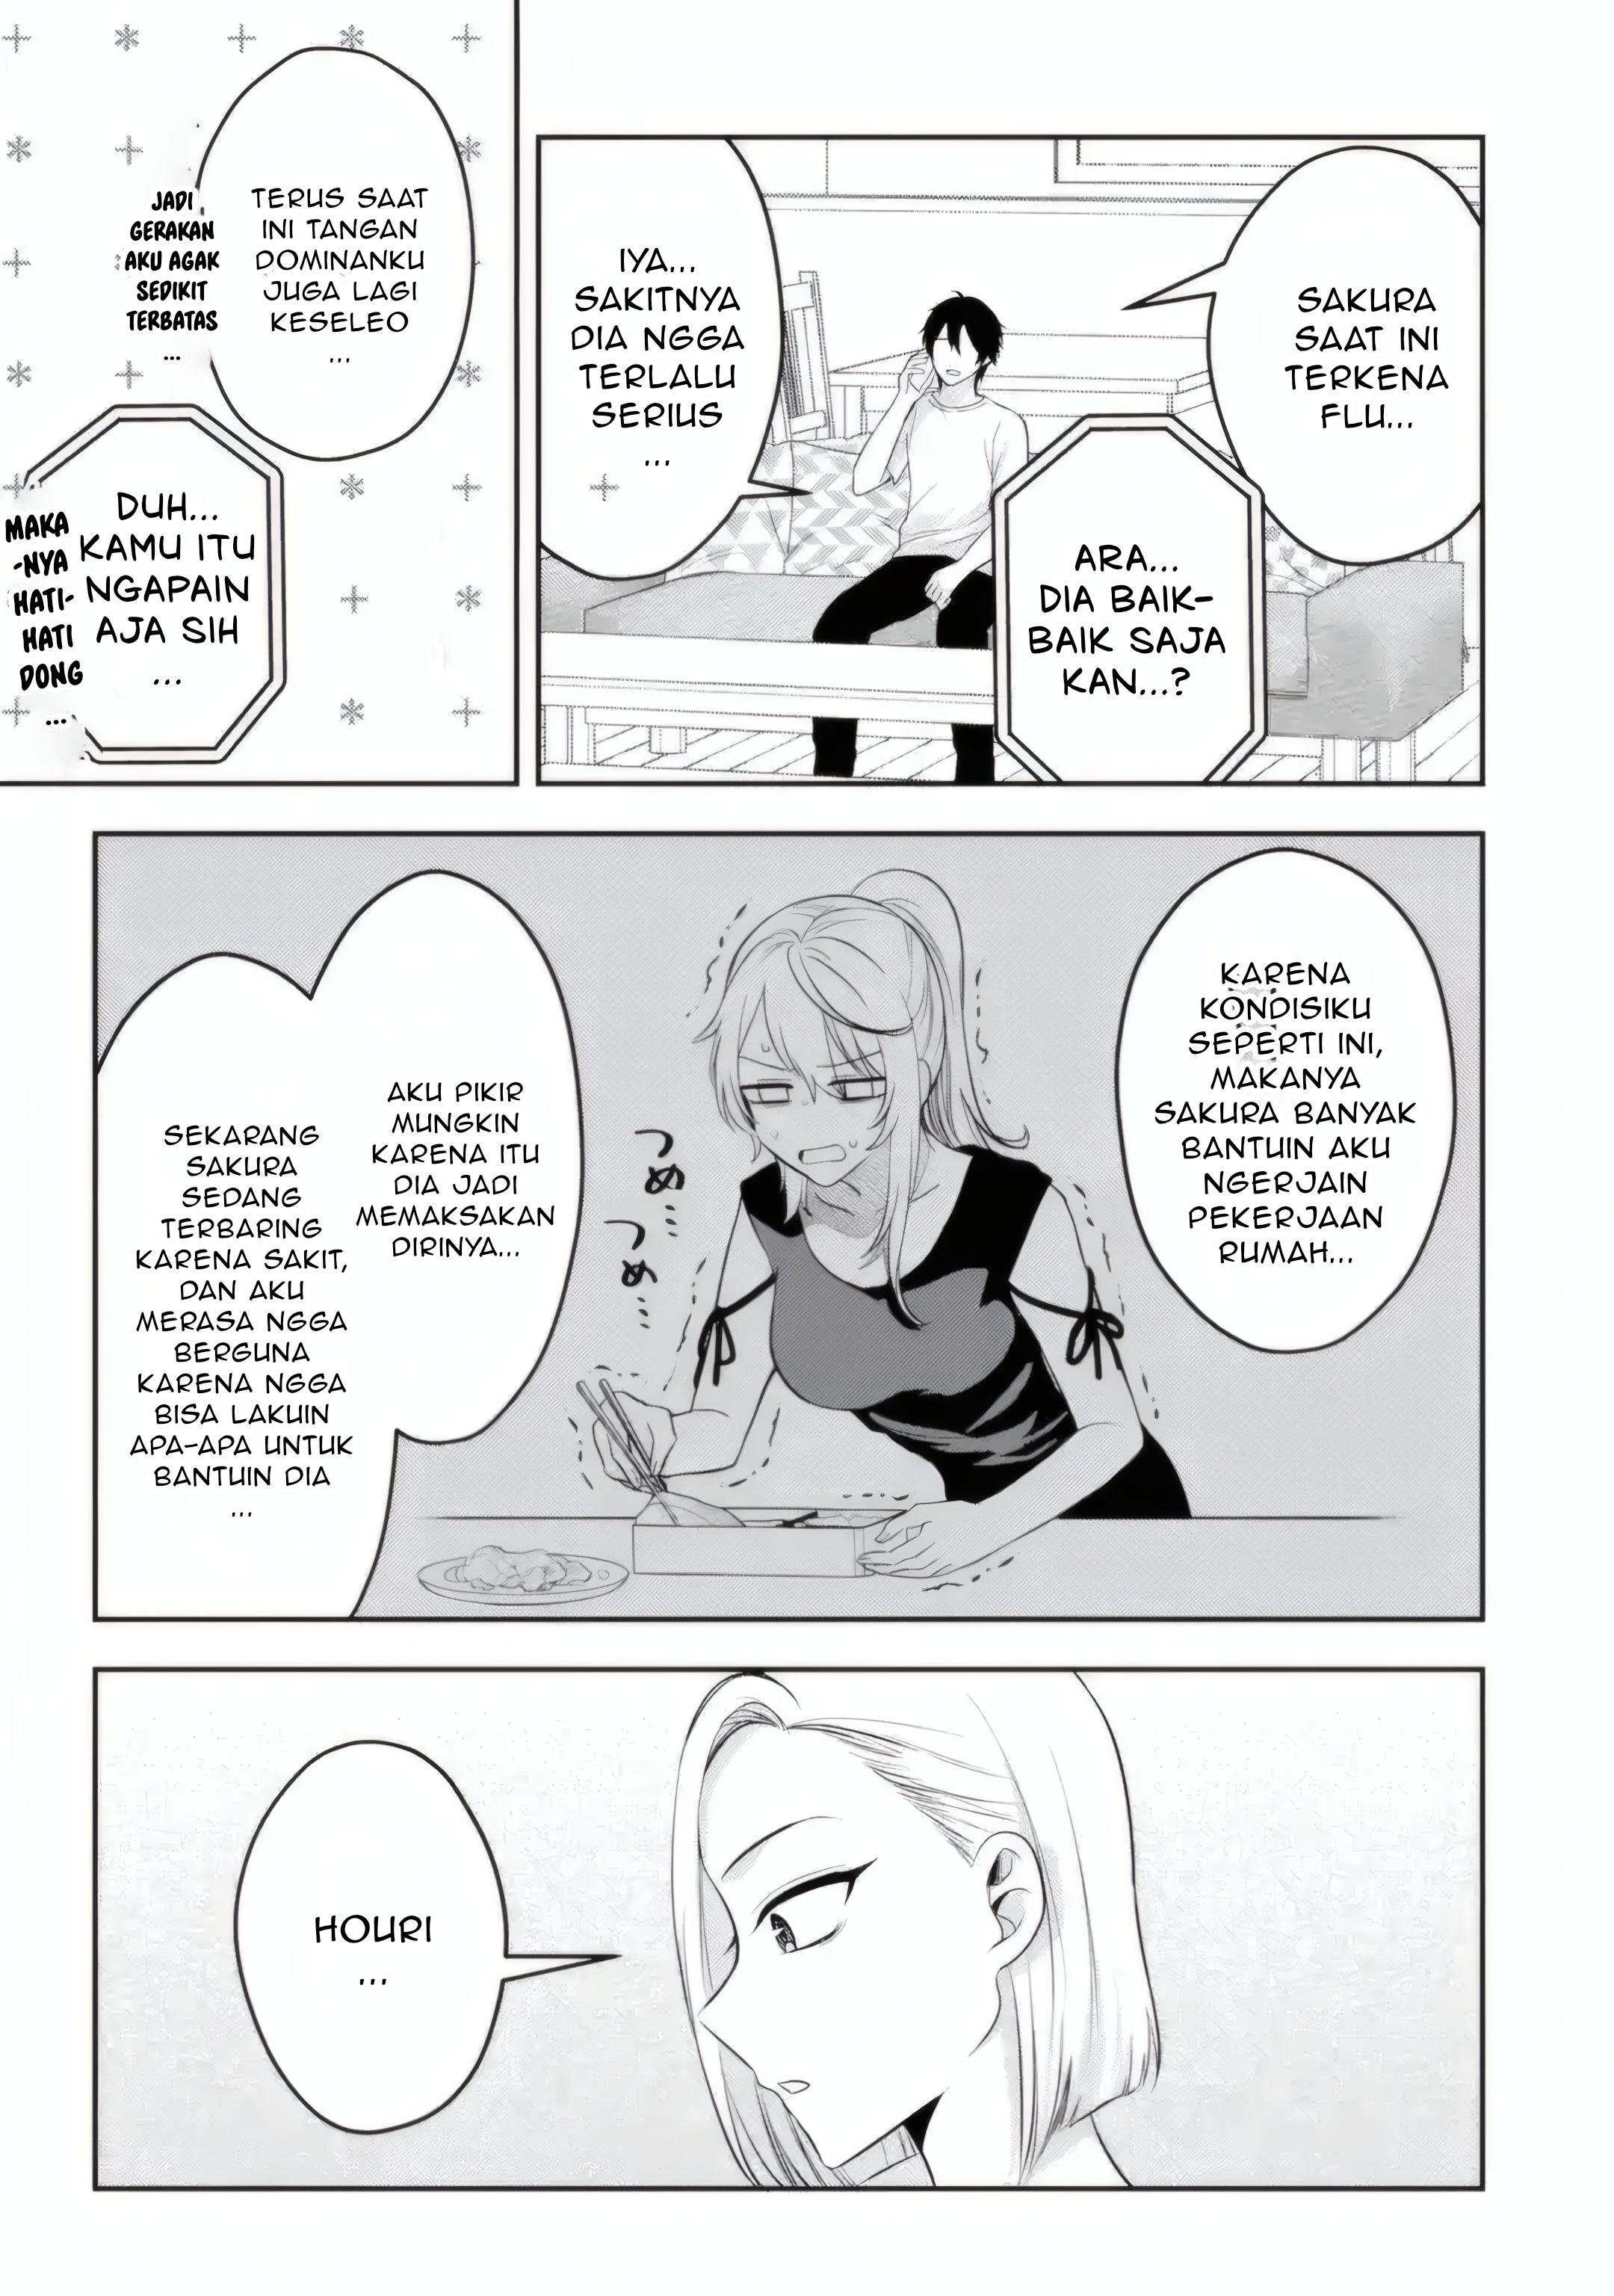 SAKURA
SAAT INI
TERKENA
FLU...
ARA...
DIA BAIK-
BAIK SAJA
KAN...?
IYA...
SAKITNYA
DIA NGGA
TERLALU
SERIUS
...
TERUS SAAT
INI TANGAN
DOMINANKU
JUGA LAGI
KESELEO
...
JADI
GERAKAN
AKU AGAK
SEDIKIT
TERBATAS
...
DUH...
KAMU ITU
NGAPAIN
AJA SIH
...
MAKA
-NYA
HATI-
HATI
DONG
...
KARENA
KONDISIKU
SEPERTI INI,
MAKANYA
SAKURA BANYAK
BANTUIN AKU
NGERJAIN
PEKERJAAN
RUMAH...
つめ...
つめ...
AKU PIKIR
MUNGKIN
KARENA ITU
DIA JADI
MEMAKSAKAN
DIRINYA...
SEKARANG
SAKURA
SEDANG
TERBARING
KARENA SAKIT,
DAN AKU
MERASA NGGA
BERGUNA
KARENA NGGA
BISA LAKUIN
APA-APA UNTUK
BANTUIN DIA
...
HOURI
...